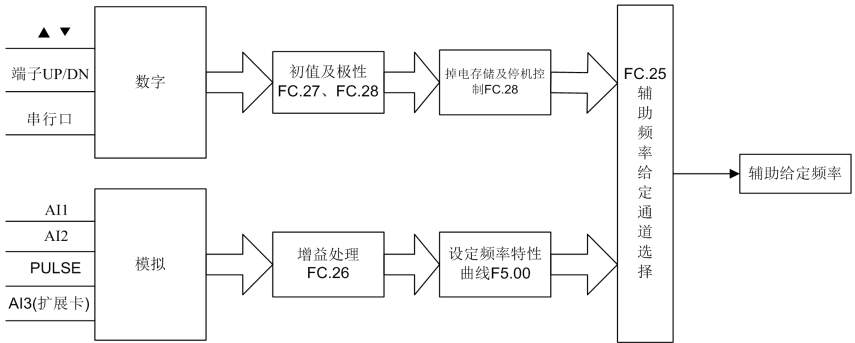 ▲ ▼
端子UP/DN
串行口
数字
初值及极性
FC.27、FC.28
掉电存储及停机控
制FC.28
FC.25
辅
助
频
率
给
定
通
道
选
择
辅助给定频率
AI1
AI2
PULSE
AI3(扩展卡)
模拟
增益处理
FC.26
设定频率特性
曲线F5.00